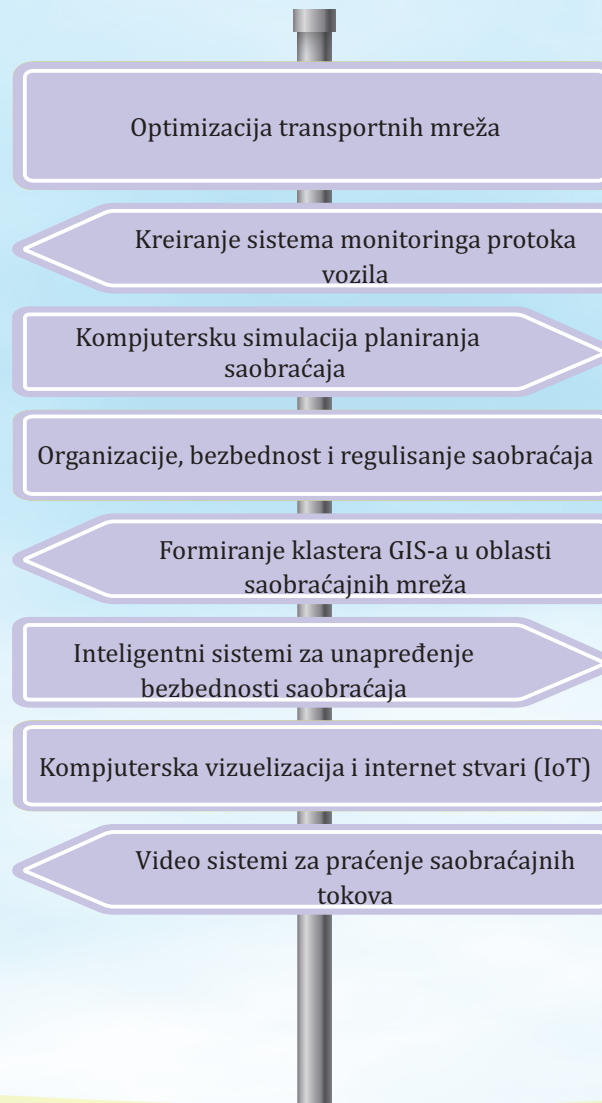 Optimizacija transportnih mreža
Kreiranje sistema monitoringa protoka
vozila
Kompjutersku simulacija planiranja
saobraćaja
Organizacije, bezbednost i regulisanje saobraćaja
Formiranje klastera GIS-a u oblasti
saobraćajnih mreža
Inteligentni sistemi za unapređenje
bezbednosti saobraćaja
Kompjuterska vizuelizacija i internet stvari (IoT)
Video sistemi za praćenje saobraćajnih
tokova